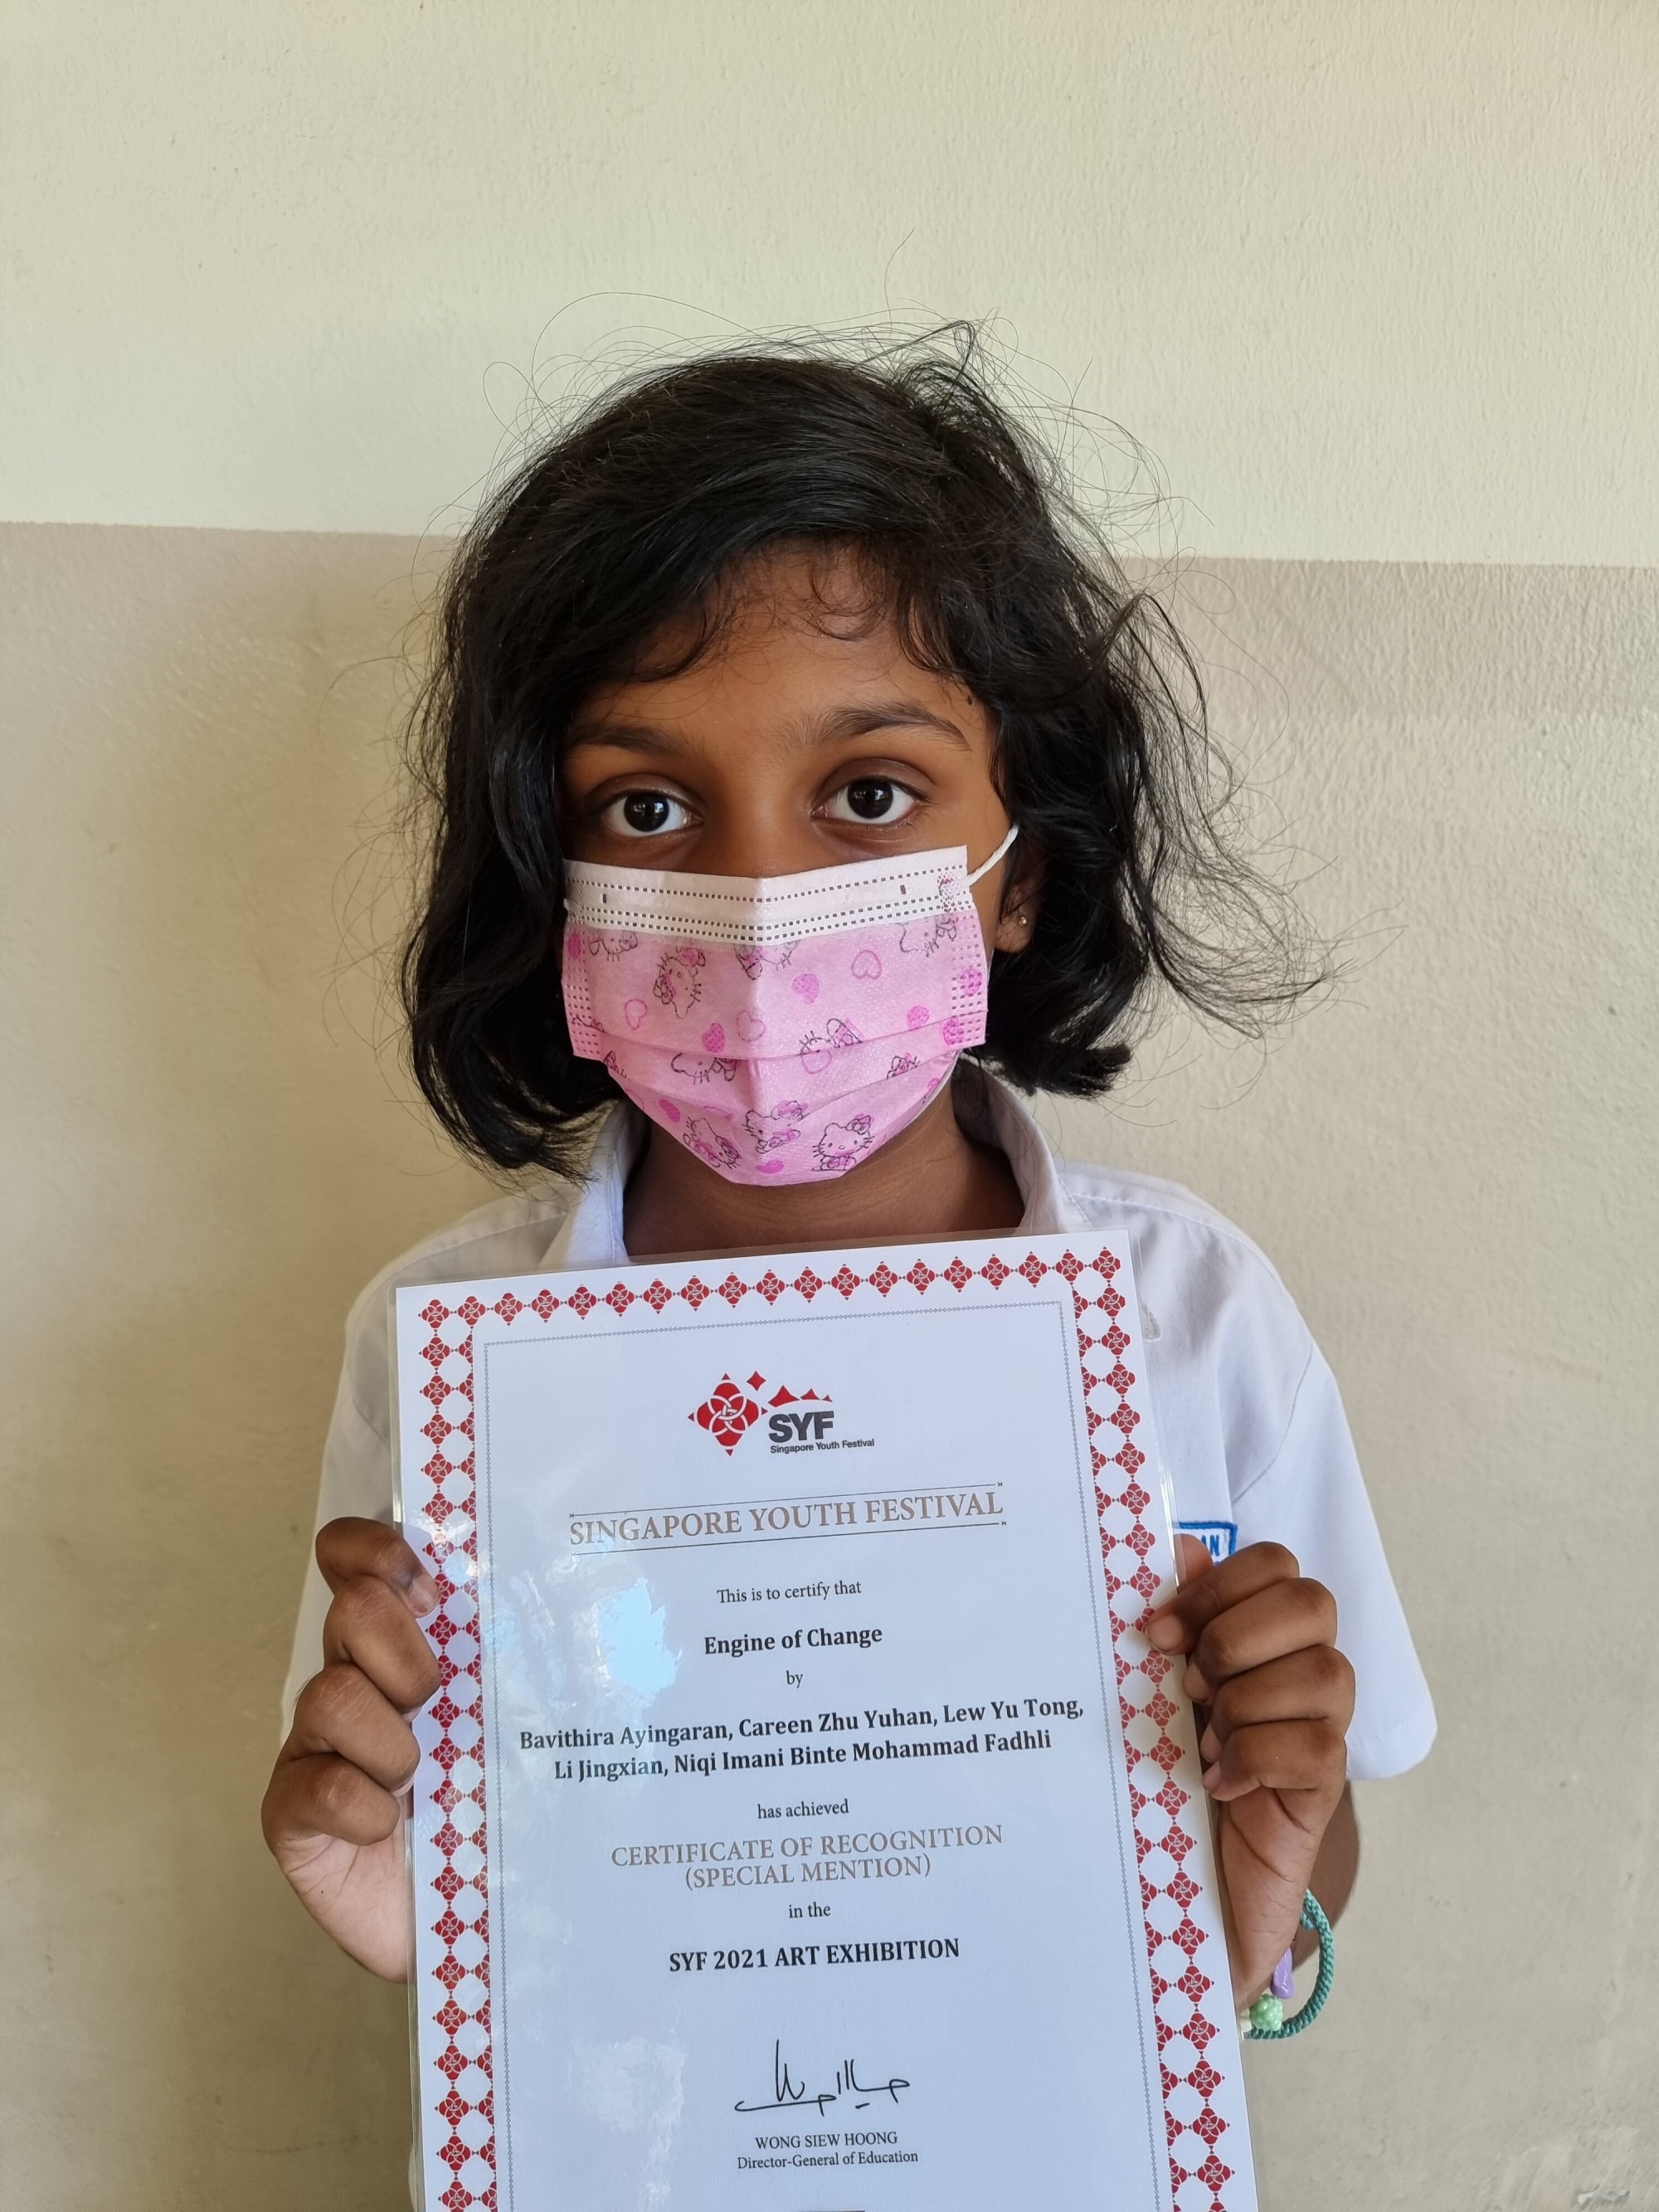 SYF
Singapore Youth Festival
SINGAPORE YOUTH FESTIVAL
This is to certify that
Engine of Change
by
Bavithira Ayingaran, Careen Zhu Yuhan, Lew Yu Tong,
Li Jingxian, Niqi Imani Binte Mohammad Fadhli
has achieved
CERTIFICATE OF RECOGNITION
(SPECIAL MENTION)
in the
SYF 2021 ART EXHIBITION
WONG SIEW HOONG
Director-General of Education